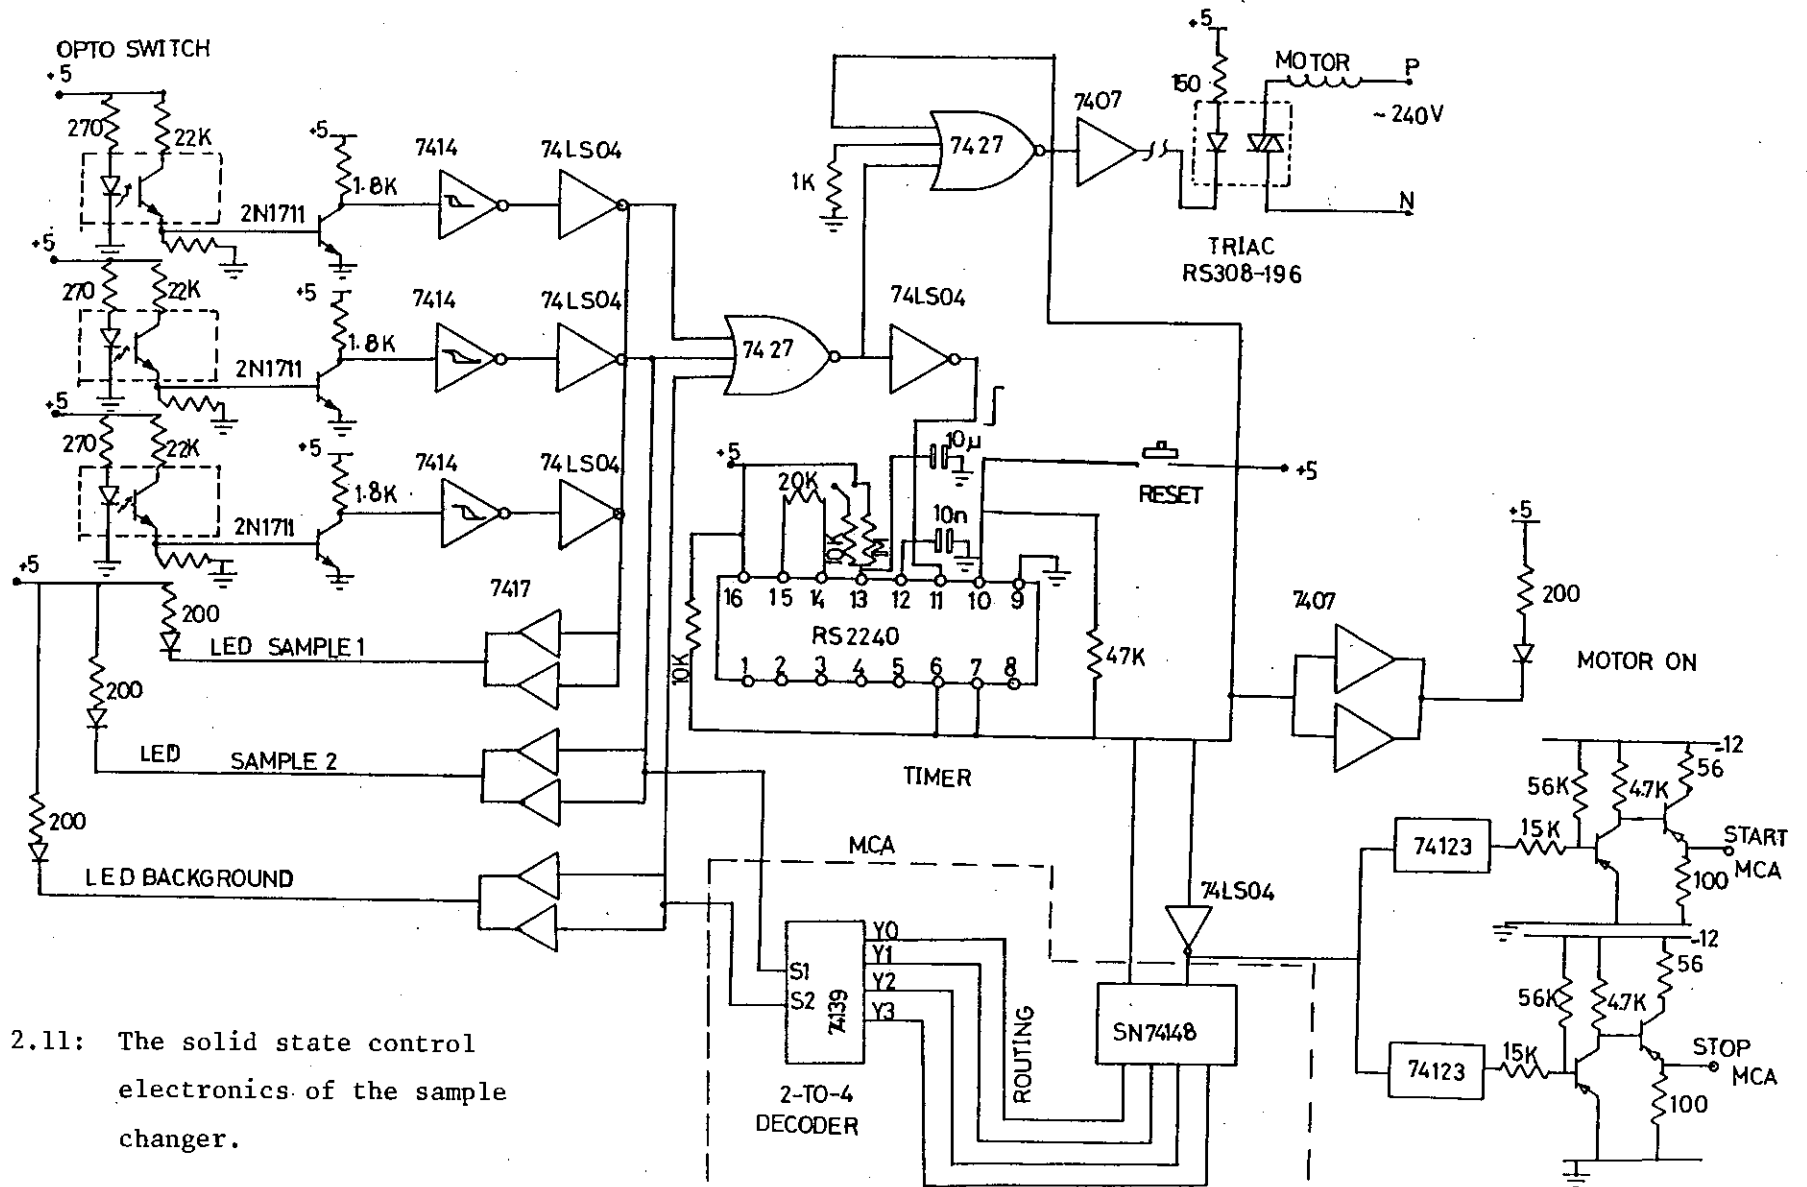 OPTO SWITCH
+5
270
22K
2N1711
+5
1.8K
7414
74LS04
+5
270
22K
2N1711
+5
1.8K
7414
74LS04
+5
270
22K
2N1711
+5
1.8K
7414
74LS04
7427
74LS04
7427
1K
7407
+5
150
MOTOR
P
~240V
N
TRIAC
RS308-196
+5
200
LED SAMPLE 1
7417
200
LED SAMPLE 2
200
LED BACKGROUND
+5
20K
10K
1M
10μ
10n
RESET
+5
16 15 14 13 12 11 10 9
RS2240
1 2 3 4 5 6 7 8
10K
47K
TIMER
7407
+5
200
MOTOR ON
MCA
S1
S2
74139
Y0
Y1
Y2
Y3
2-TO-4
DECODER
ROUTING
74LS04
SN74148
74123
15K
56K
4.7K
56
-12
100
START
MCA
74123
15K
56K
4.7K
56
-12
100
STOP
MCA
2.11: The solid state control
electronics of the sample
changer.